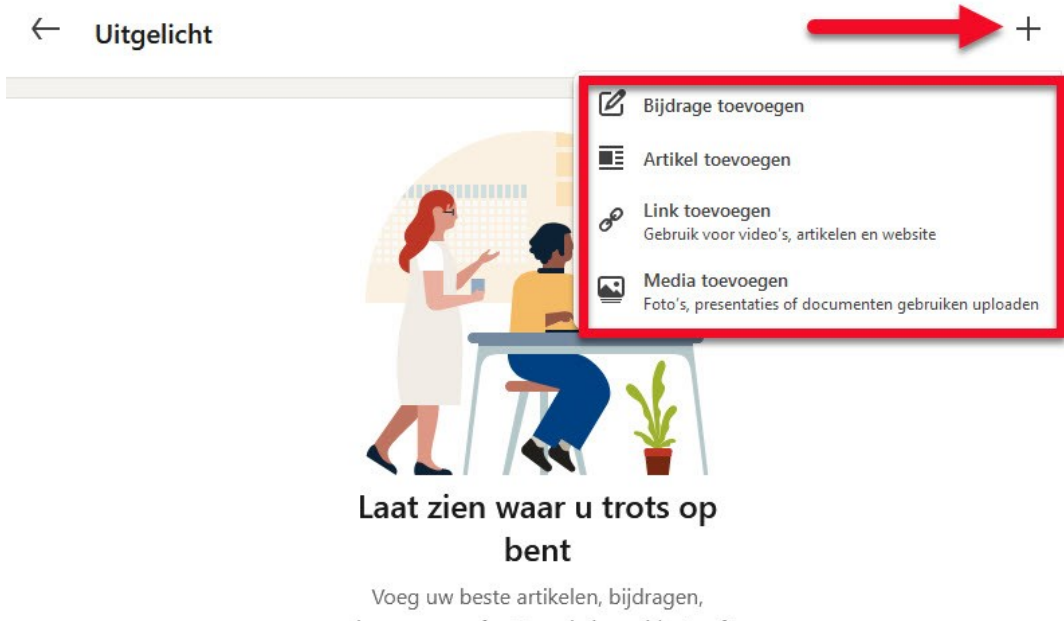 Uitgelicht
Bijdrage toevoegen
Artikel toevoegen
Link toevoegen
Gebruik voor video's, artikelen en website
Media toevoegen
Foto's, presentaties of documenten gebruiken uploaden
Laat zien waar u trots op
bent
Voeg uw beste artikelen, bijdragen,